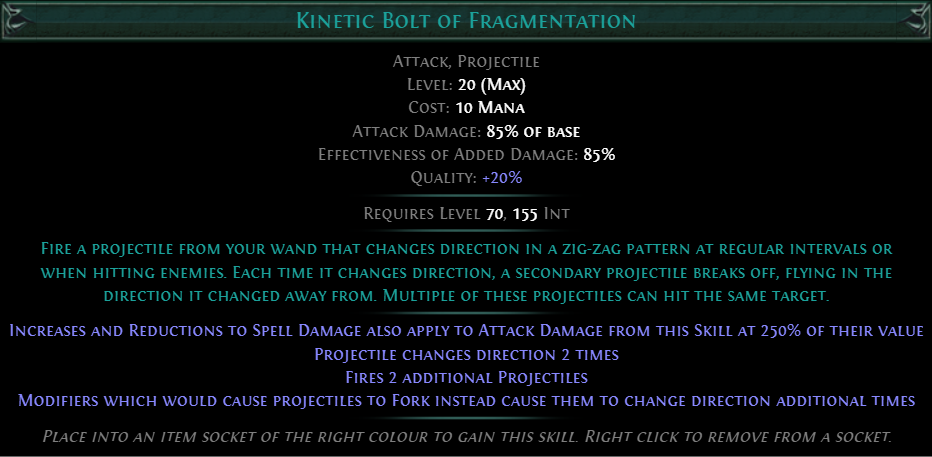 Kinetic Bolt of Fragmentation
Attack, Projectile
Level: 20 (Max)
Cost: 10 Mana
Attack Damage: 85% of base
Effectiveness of Added Damage: 85%
Quality: +20%
Requires Level 70, 155 Int
Fire a projectile from your wand that changes direction in a zig-zag pattern at regular intervals or
when hitting enemies. Each time it changes direction, a secondary projectile breaks off, flying in the
direction it changed away from. Multiple of these projectiles can hit the same target.
Increases and Reductions to Spell Damage also apply to Attack Damage from this Skill at 250% of their value
Projectile changes direction 2 times
Fires 2 additional Projectiles
Modifiers which would cause projectiles to Fork instead cause them to change direction additional times
Place into an item socket of the right colour to gain this skill. Right click to remove from a socket.